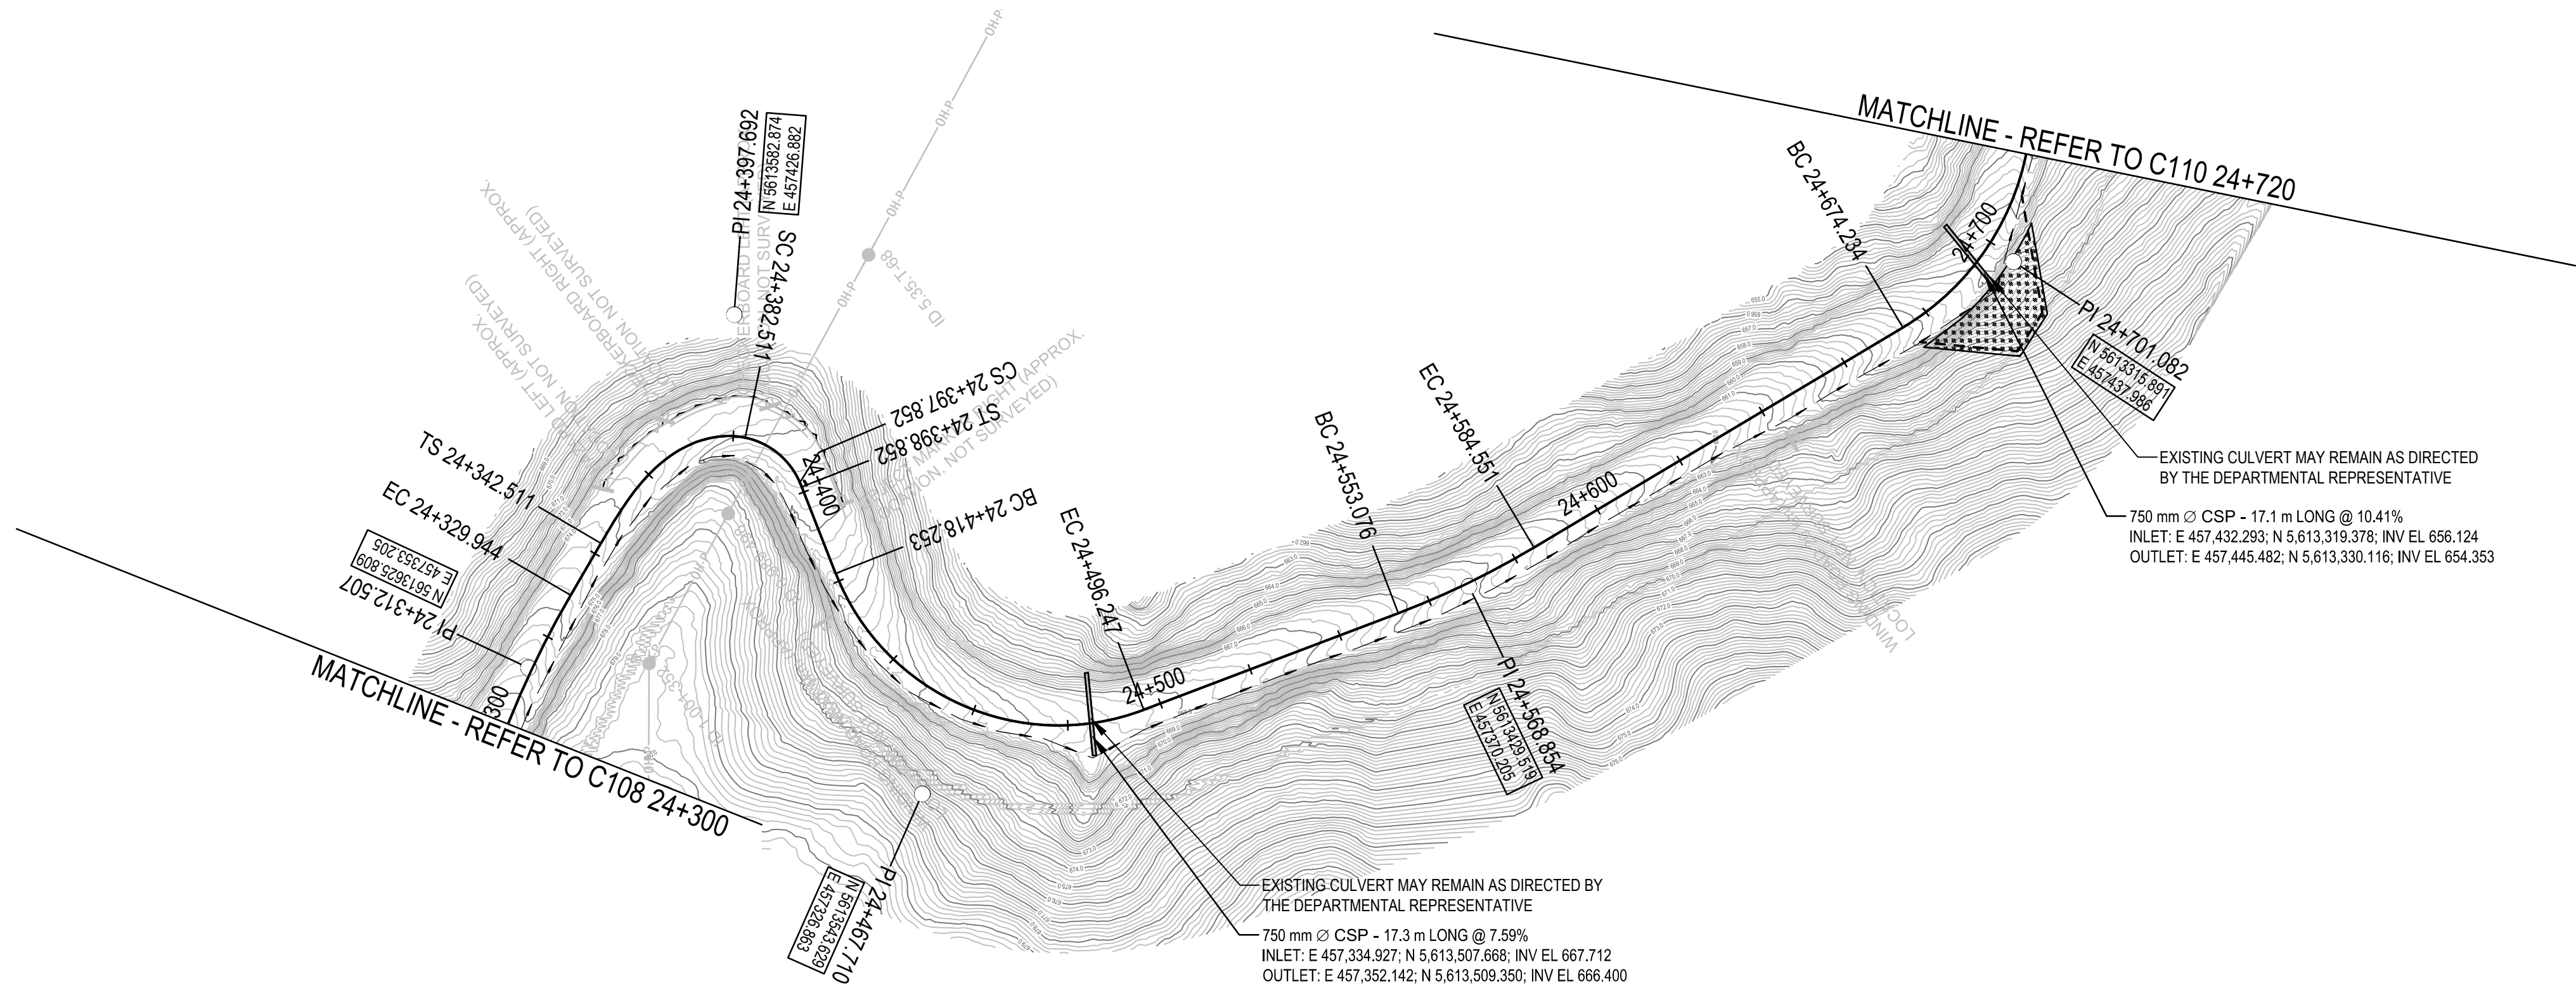 MATCHLINE - REFER TO C110 24+720
MATCHLINE - REFER TO C108 24+300
300
PI 24+312.507
N 5613625.809
E 457353.205
EC 24+329.944
TS 24+342.511
PI 24+397.692
N 5613582.874
E 457426.882
SC 24+382.511
CS 24+397.852
ST 24+398.852
24+400
BC 24+418.253
PI 24+467.710
N 5613543.629
E 457326.863
EC 24+496.247
24+500
BC 24+553.076
PI 24+568.854
N 5613429.519
E 457370.205
EC 24+584.551
24+600
BC 24+674.234
24+700
PI 24+701.082
N 5613315.891
E 457437.986
EXISTING CULVERT MAY REMAIN AS DIRECTED
BY THE DEPARTMENTAL REPRESENTATIVE
750 mm ∅ CSP - 17.1 m LONG @ 10.41%
INLET: E 457,432.293; N 5,613,319.378; INV EL 656.124
OUTLET: E 457,445.482; N 5,613,330.116; INV EL 654.353
EXISTING CULVERT MAY REMAIN AS DIRECTED BY
THE DEPARTMENTAL REPRESENTATIVE
750 mm ∅ CSP - 17.3 m LONG @ 7.59%
INLET: E 457,334.927; N 5,613,507.668; INV EL 667.712
OUTLET: E 457,352.142; N 5,613,509.350; INV EL 666.400
OH-P
OH-P
OH-P
OH-P
ID 5.35.T-68